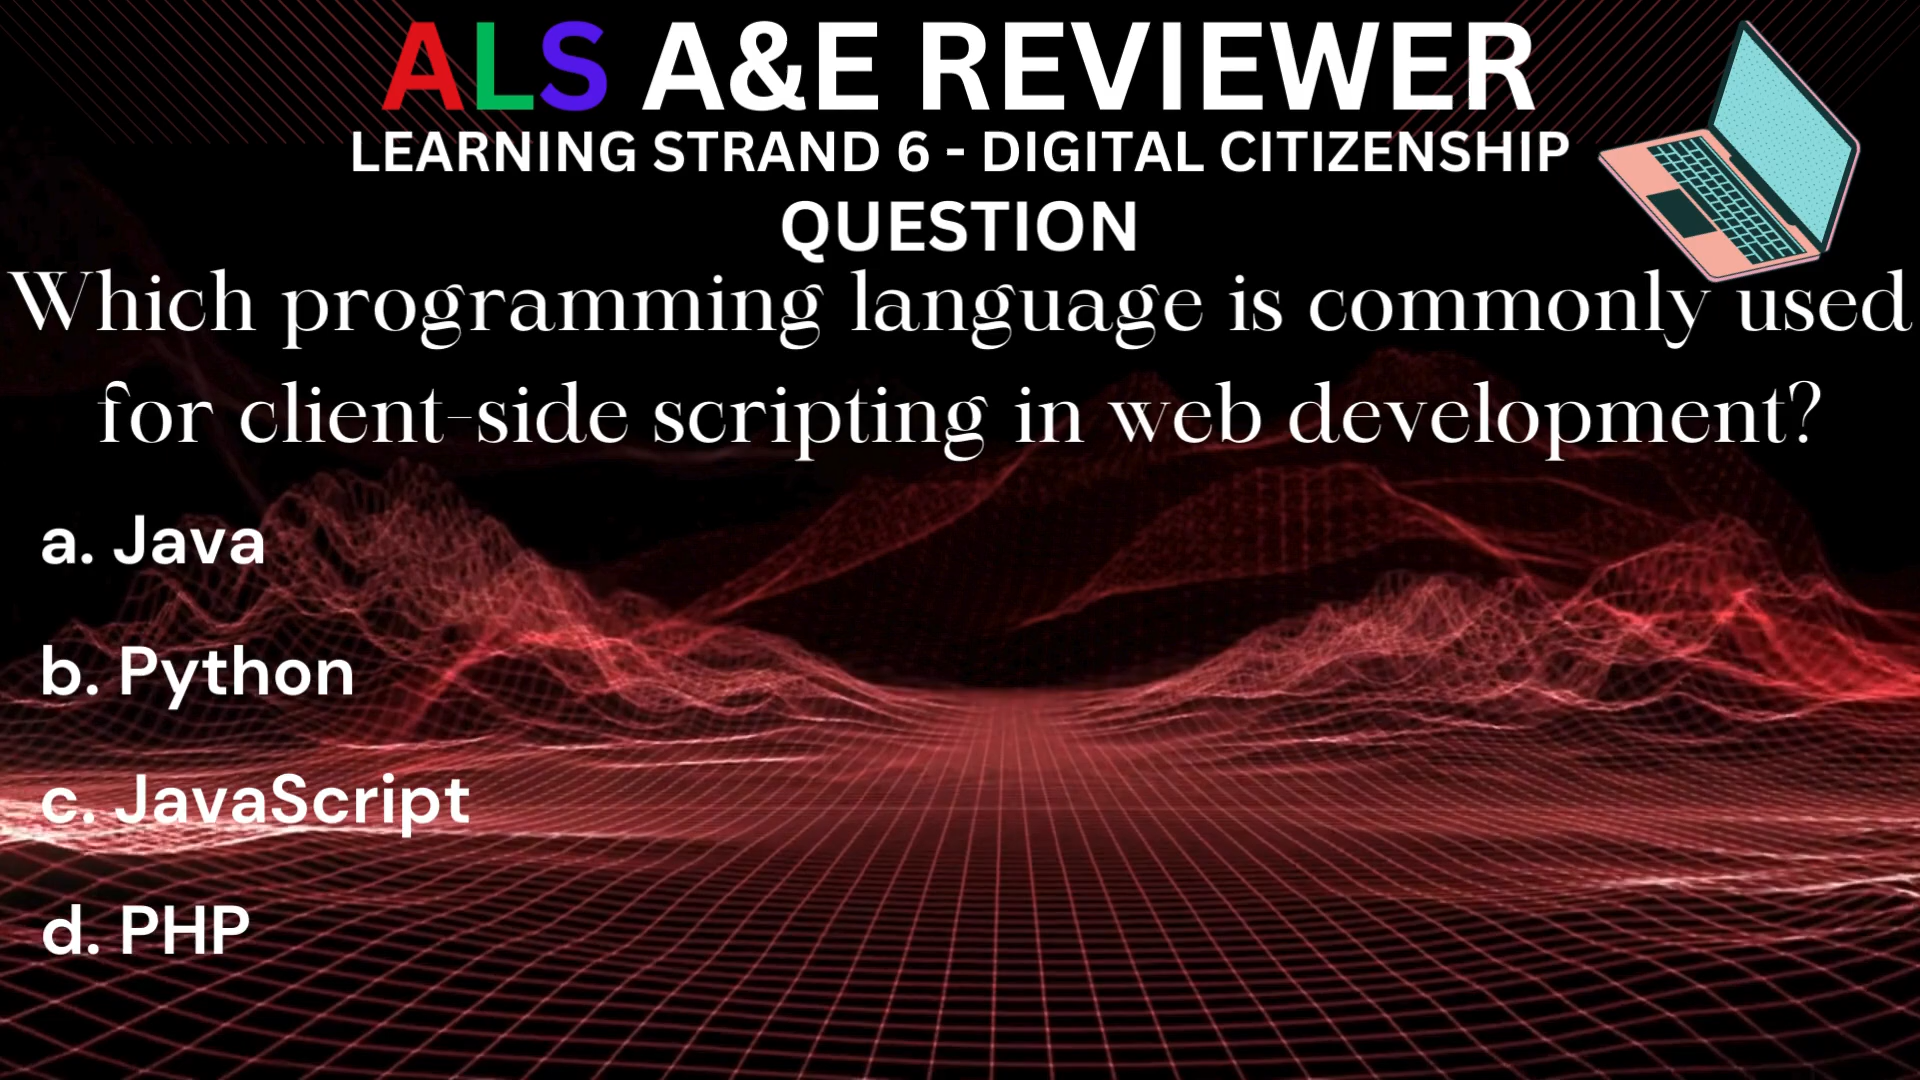 ALS A&E REVIEWER
LEARNING STRAND 6 - DIGITAL CITIZENSHIP
QUESTION
Which programming language is commonly used
for client-side scripting in web development?
a. Java
b. Python
c. JavaScript
d. PHP